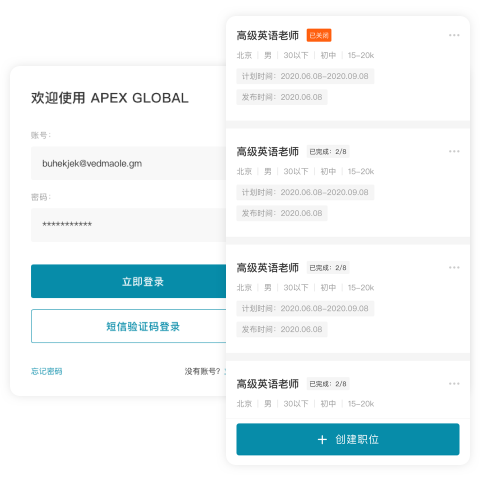 欢迎使用 APEX GLOBAL
账号：
buhekjek@vedmaole.gm
密码：
***********
立即登录
短信验证码登录
忘记密码
没有账号？
高级英语老师 已关闭
北京 | 男 | 30以下 | 初中 | 15-20k
计划时间：2020.06.08-2020.09.08
发布时间：2020.06.08
高级英语老师 已完成：2/8
北京 | 男 | 30以下 | 初中 | 15-20k
计划时间：2020.06.08-2020.09.08
发布时间：2020.06.08
高级英语老师 已完成：2/8
北京 | 男 | 30以下 | 初中 | 15-20k
计划时间：2020.06.08-2020.09.08
发布时间：2020.06.08
高级英语老师 已完成：2/8
北京 | 男 | 30以下 | 初中 | 15-20k
+ 创建职位